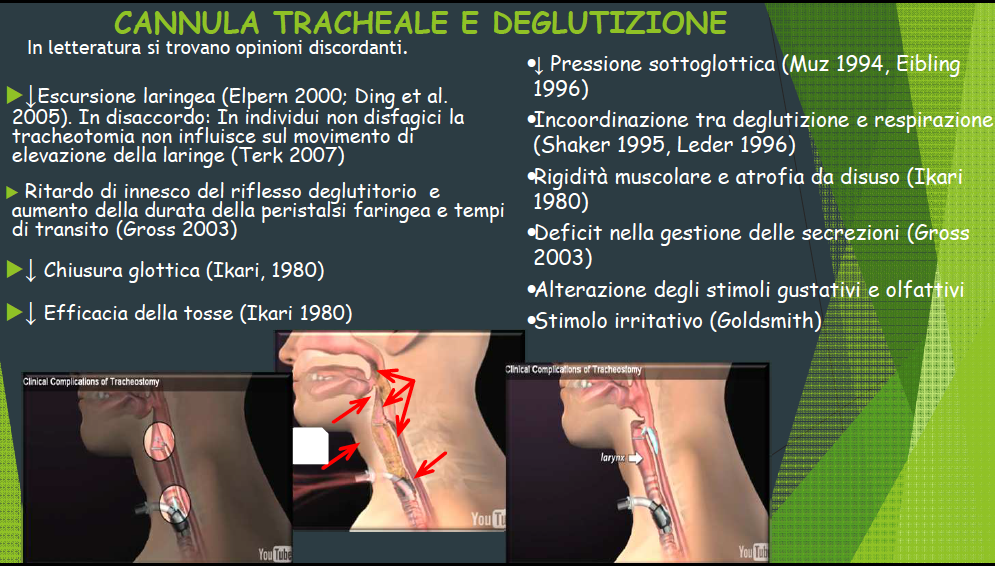 CANNULA TRACHEALE E DEGLUTIZIONE
In letteratura si trovano opinioni discordanti.
↓Escursione laringea (Elpern 2000; Ding et al.
2005). In disaccordo: In individui non disfagici la
tracheotomia non influisce sul movimento di
elevazione della laringe (Terk 2007)
Ritardo di innesco del riflesso deglutitorio e
aumento della durata della peristalsi faringea e tempi
di transito (Gross 2003)
↓ Chiusura glottica (Ikari, 1980)
↓ Efficacia della tosse (Ikari 1980)
•↓ Pressione sottoglottica (Muz 1994, Eibling
1996)
•Incoordinazione tra deglutizione e respirazione
(Shaker 1995, Leder 1996)
•Rigidità muscolare e atrofia da disuso (Ikari
1980)
•Deficit nella gestione delle secrezioni (Gross
2003)
•Alterazione degli stimoli gustativi e olfattivi
•Stimolo irritativo (Goldsmith)
Clinical Complications of Tracheostomy
YouTube
YouTu
Clinical Complications of Tracheostomy
larynx
YouTub